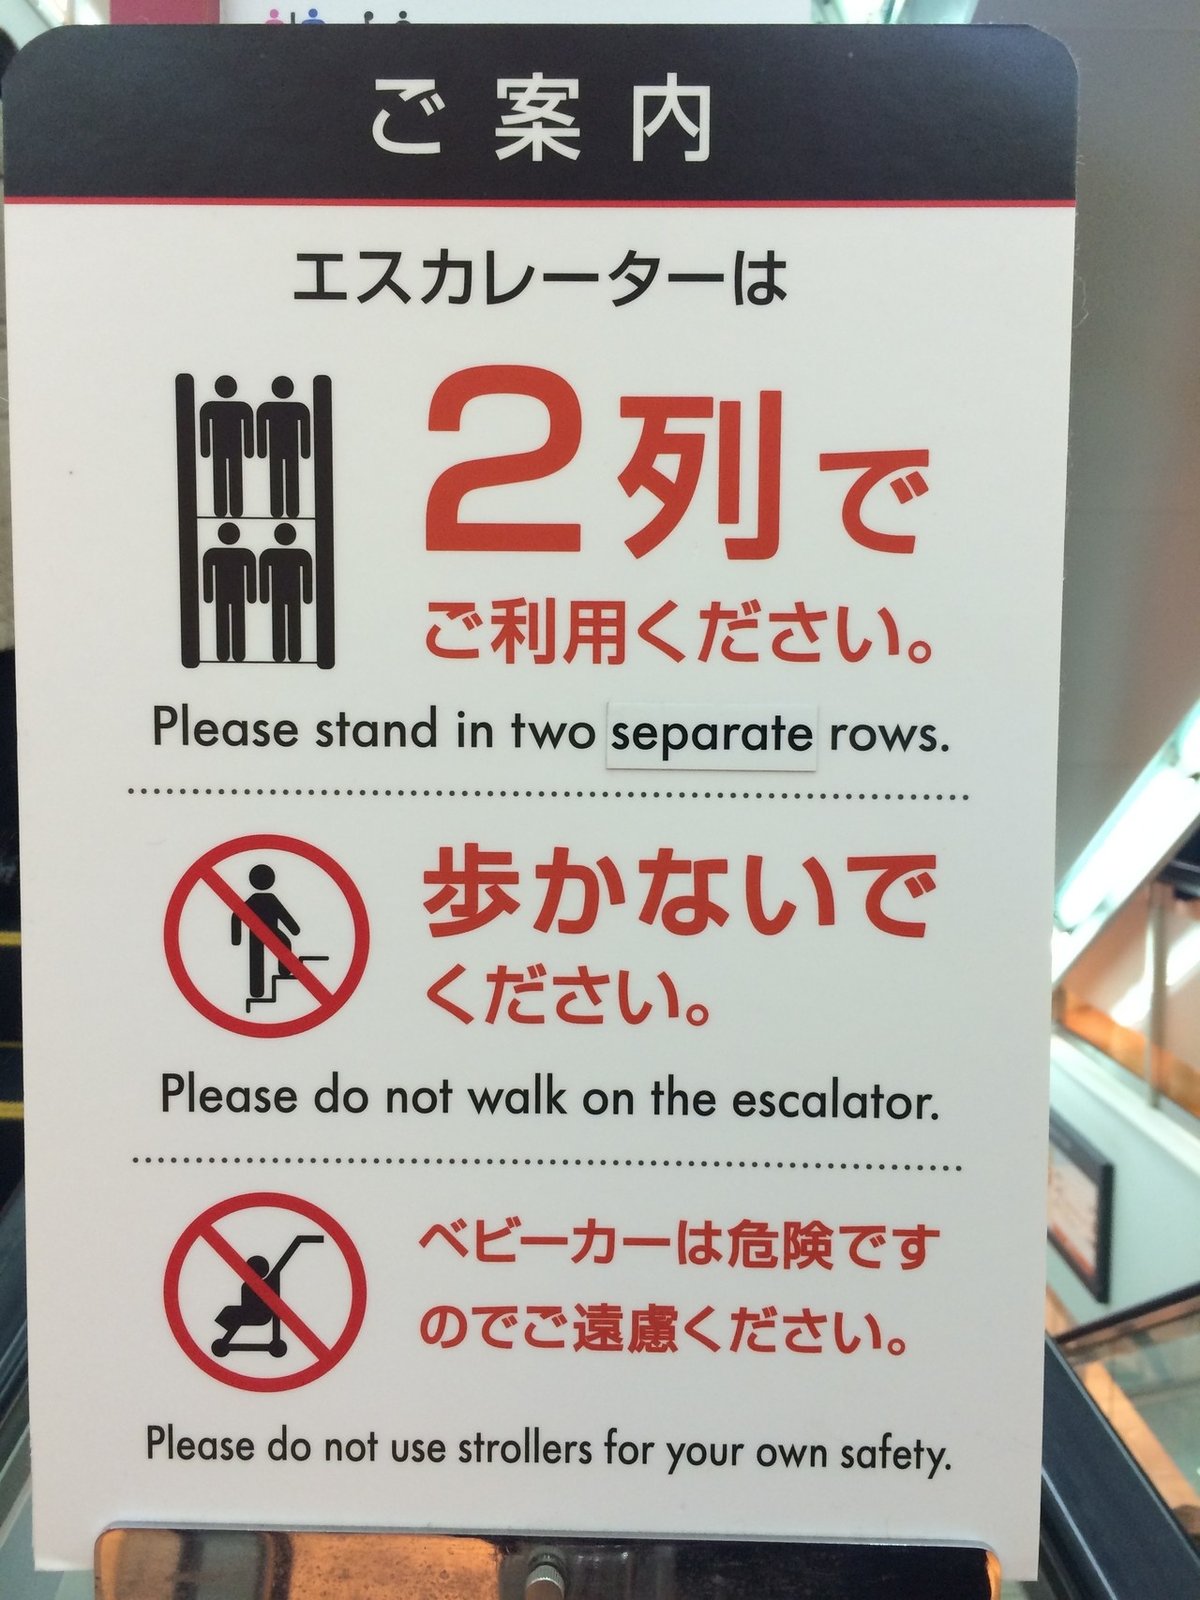 ご案内
エスカレーターは
2列で
ご利用ください。
Please stand in two separate rows.
歩かないで
ください。
Please do not walk on the escalator.
ベビーカーは危険です
のでご遠慮ください。
Please do not use strollers for your own safety.